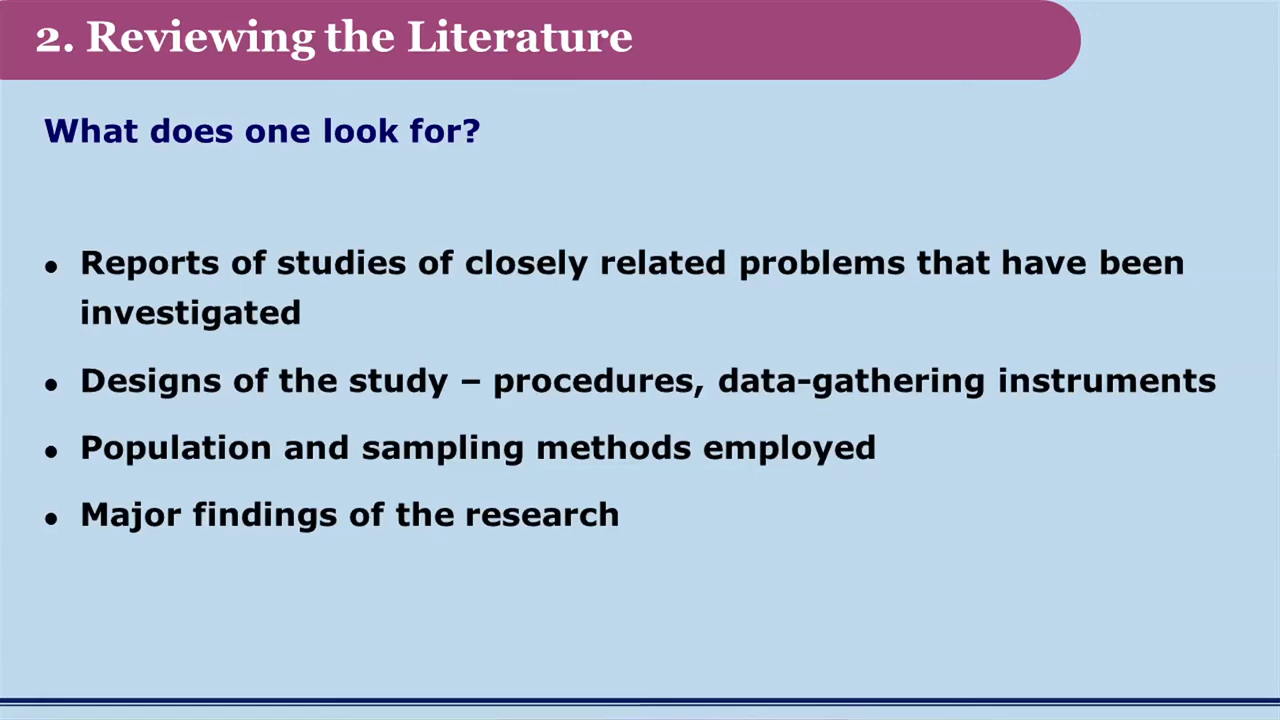 2. Reviewing the Literature
What does one look for?
● Reports of studies of closely related problems that have been
investigated
● Designs of the study – procedures, data-gathering instruments
● Population and sampling methods employed
● Major findings of the research